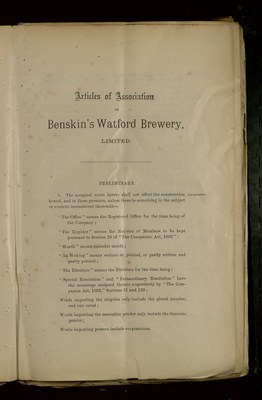 Articles of Association
OF
Benskin's Watford Brewery,
LIMITED.
PRELIMINARY.
1. The marginal notes hereto shall not affect the construction
hereof, and in these presents, unless there be something in the subject
or context inconsistent therewith—
"The Office" means the Registered Office for the time being of
the Company;
"The Register" means the Register of Members to be kept
pursuant to Section 25 of "The Companies Act, 1862";
"Month" means calendar month;
"In Writing" means written or printed, or partly written and
partly printed;
"The Directors" means the Directors for the time being;
"Special Resolution" and "Extraordinary Resolution" have
the meanings assigned thereto respectively by "The Com-
panies Act, 1862," Sections 51 and 129;
Words importing the singular only include the plural number,
and vice versâ;
Words importing the masculine gender only include the feminine
gender;
Words importing persons include corporations.